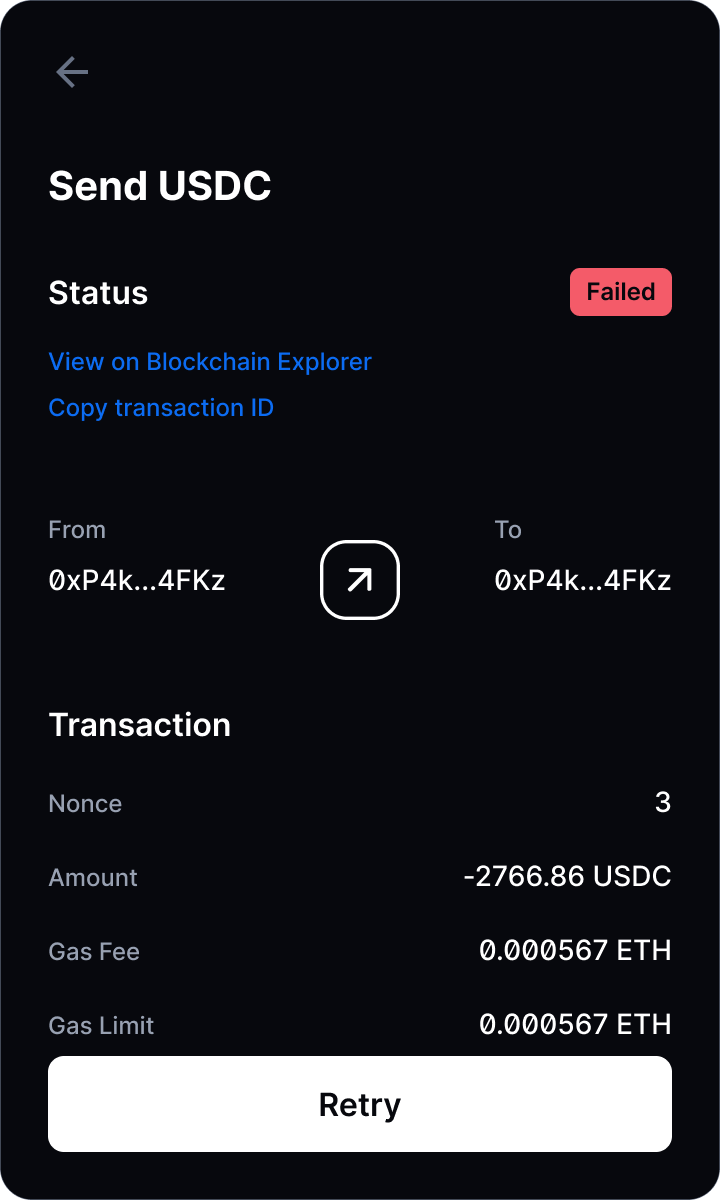 Send USDC
Status
Failed
View on Blockchain Explorer
Copy transaction ID
From
To
0xP4k...4FKz
0xP4k...4FKz
Transaction
Nonce
3
Amount
-2766.86 USDC
Gas Fee
0.000567 ETH
Gas Limit
0.000567 ETH
Retry